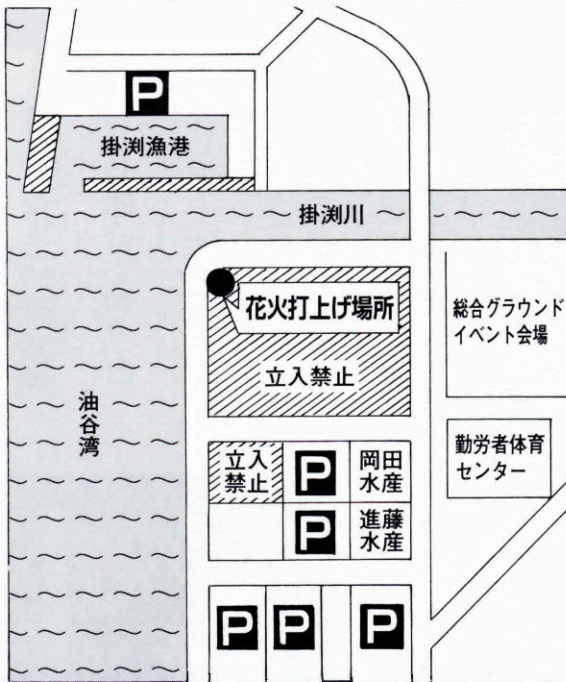 P
掛渕漁港
掛渕川
花火打上げ場所
立入禁止
総合グラウンド
イベント会場
油谷湾
立入
禁止
P
岡田
水産
勤労者体育
センター
P
進藤
水産
P
P
P